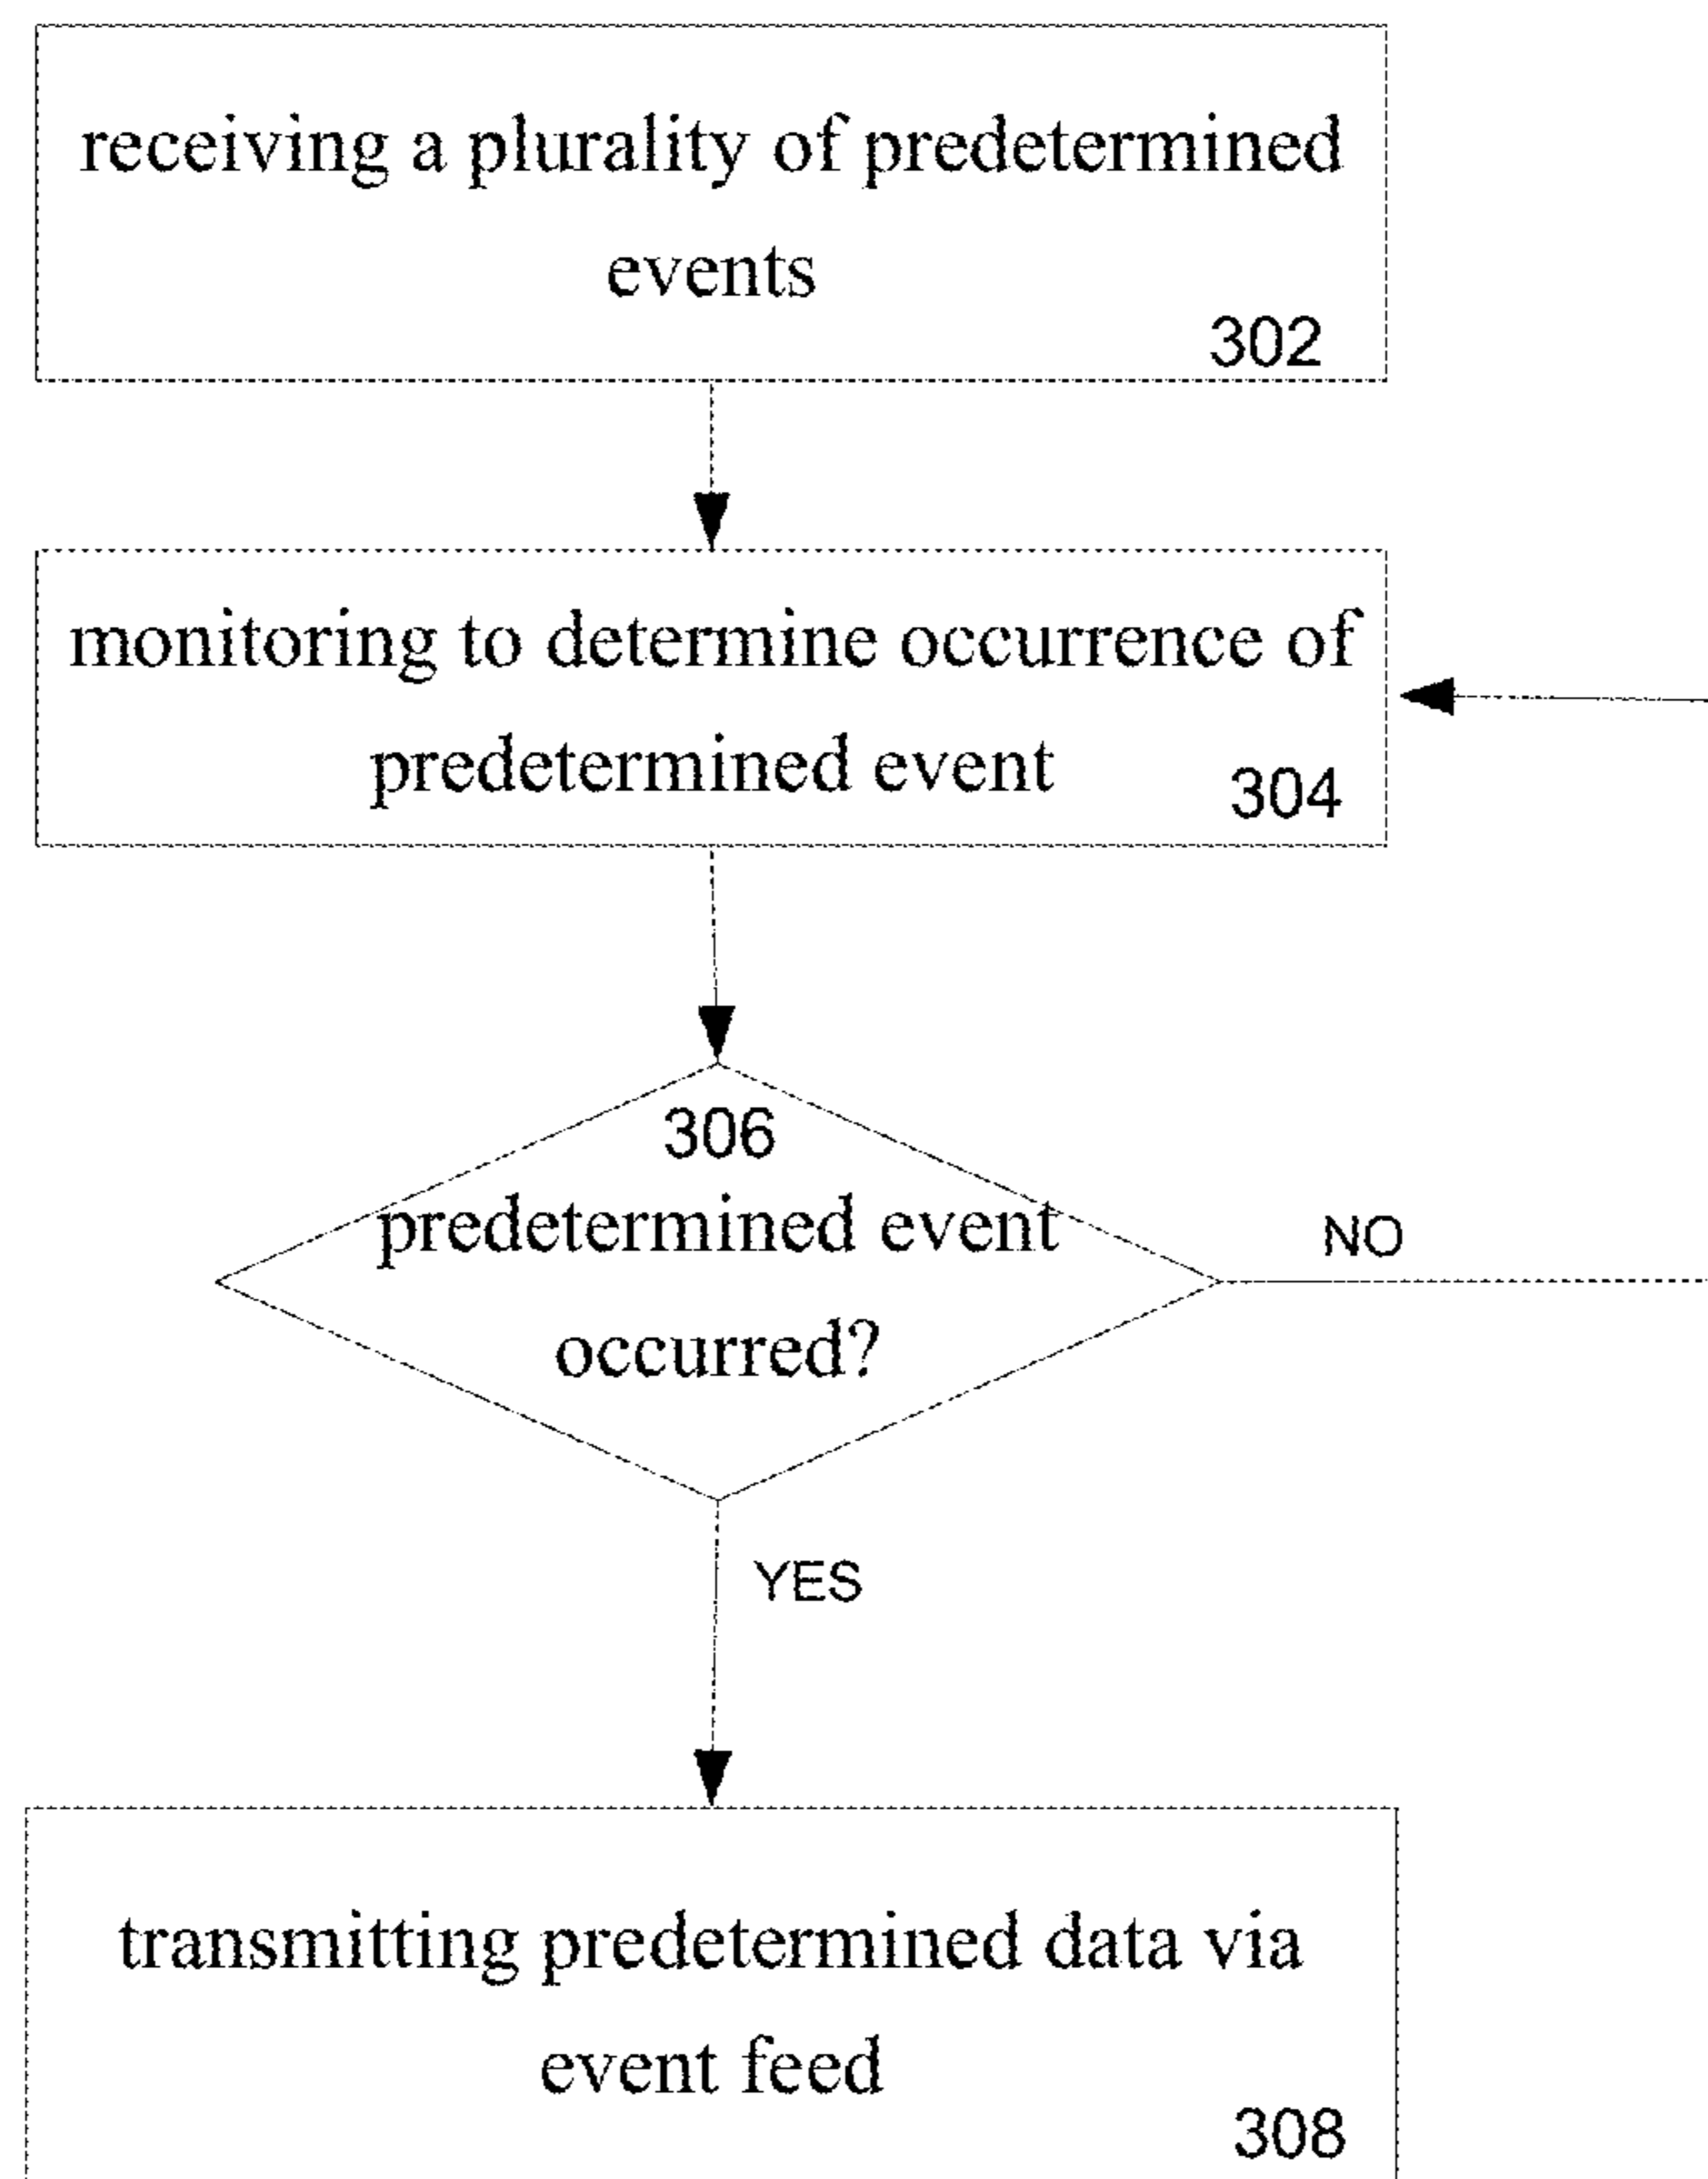 receiving a plurality of predetermined
events
302
monitoring to determine occurrence of
predetermined event
304
306
predetermined event
NO
occurred?
YES
transmitting predetermined data via
event feed
308